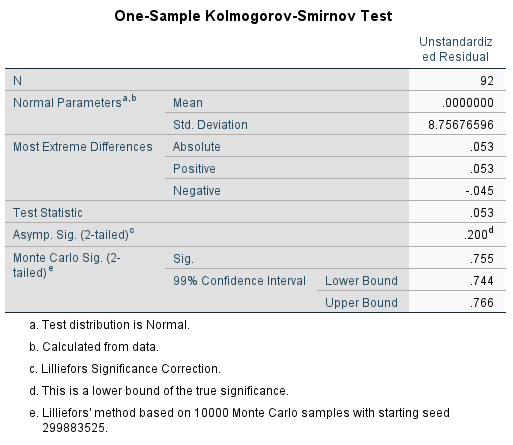 One-Sample Kolmogorov-Smirnov Test
Unstandardiz
ed Residual
N 92
Normal Parametersa,b Mean .0000000
Std. Deviation 8.75676596
Most Extreme Differences Absolute .053
Positive .053
Negative -.045
Test Statistic .053
Asymp. Sig. (2-tailed)c .200d
Monte Carlo Sig. (2-
tailed)e Sig. .755
99% Confidence Interval Lower Bound .744
Upper Bound .766
a. Test distribution is Normal.
b. Calculated from data.
c. Lilliefors Significance Correction.
d. This is a lower bound of the true significance.
e. Lilliefors' method based on 10000 Monte Carlo samples with starting seed
299883525.